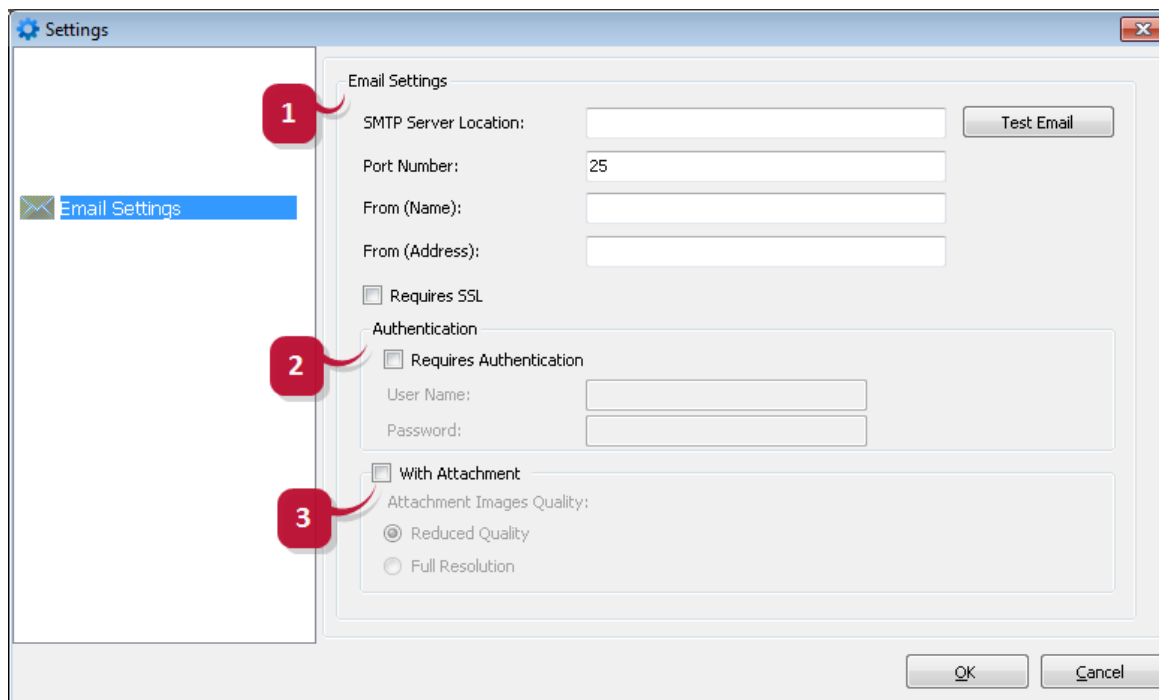 Settings
Email Settings
1
SMTP Server Location:
Test Email
Port Number:
25
From (Name):
Email Settings
From (Address):
Requires SSL
Authentication
2
Requires Authentication
User Name:
Password:
With Attachment
3
Attachment Images Quality:
Reduced Quality
Full Resolution
OK
Cancel